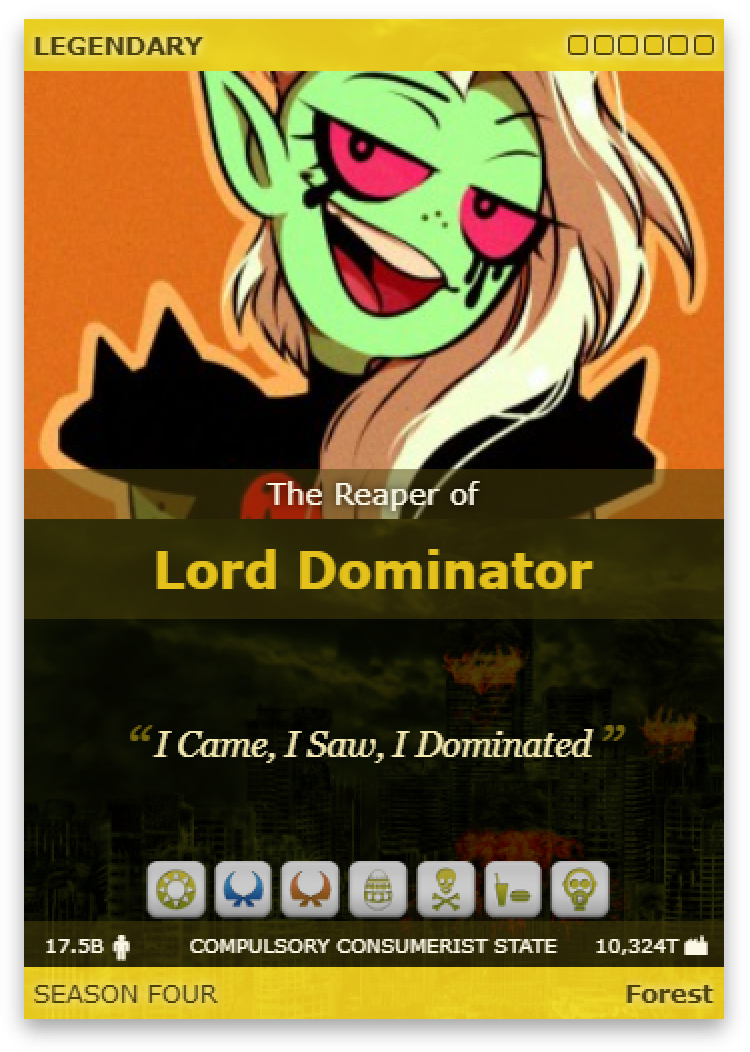 LEGENDARY
The Reaper of
Lord Dominator
“I Came, I Saw, I Dominated”
17.5B COMPULSORY CONSUMERIST STATE 10,324T
SEASON FOUR Forest